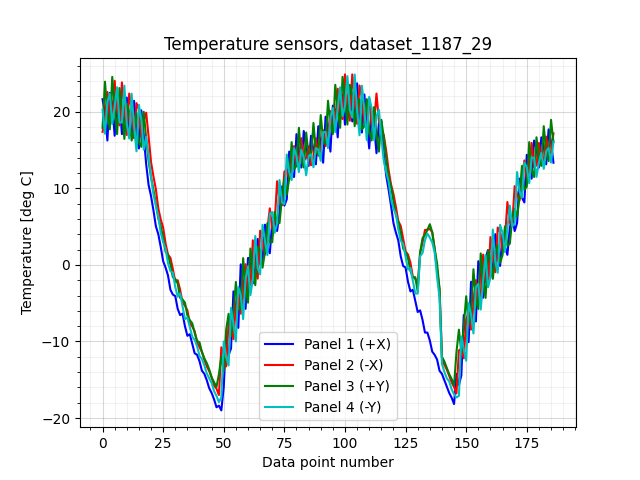 Temperature sensors, dataset_1187_29
Temperature [deg C]
20
10
0
−10
−20
Panel 1 (+X)
Panel 2 (-X)
Panel 3 (+Y)
Panel 4 (-Y)
0 25 50 75 100 125 150 175
Data point number